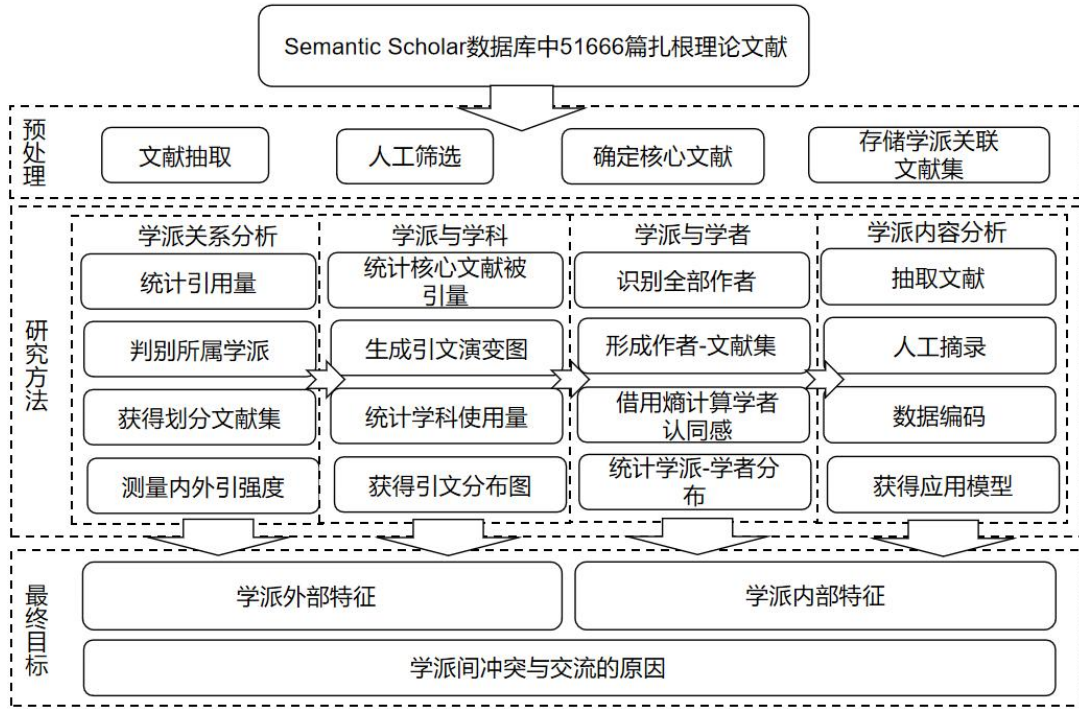 Semantic Scholar数据库中51666篇扎根理论文献
预处理
文献抽取
人工筛选
确定核心文献
存储学派关联
文献集
研究方法
学派关系分析
统计引用量
判别所属学派
获得划分文献集
测量内外引强度
学派与学科
统计核心文献被
引量
生成引文演变图
统计学科使用量
获得引文分布图
学派与学者
识别全部作者
形成作者-文献集
借用熵计算学者
认同感
统计学派-学者分
布
学派内容分析
抽取文献
人工摘录
数据编码
获得应用模型
最终目标
学派外部特征
学派内部特征
学派间冲突与交流的原因